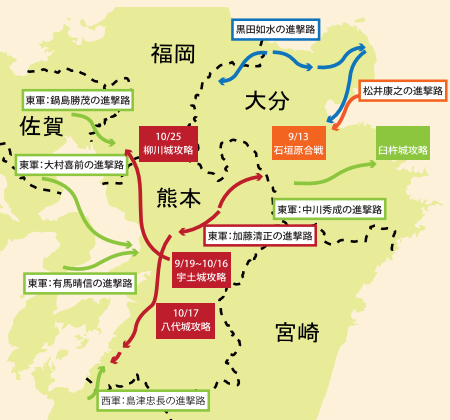 黒田如水の進撃路
福岡
松井康之の進撃路
東軍：鍋島勝茂の進撃路
大分
佐賀
10/25
柳川城攻略
9/13
石垣原合戦
臼杵城攻略
東軍：大村喜前の進撃路
熊本
東軍：中川秀成の進撃路
東軍：加藤清正の進撃路
9/19~10/16
宇土城攻略
東軍：有馬晴信の進撃路
10/17
八代城攻略
宮崎
西軍：島津忠長の進撃路